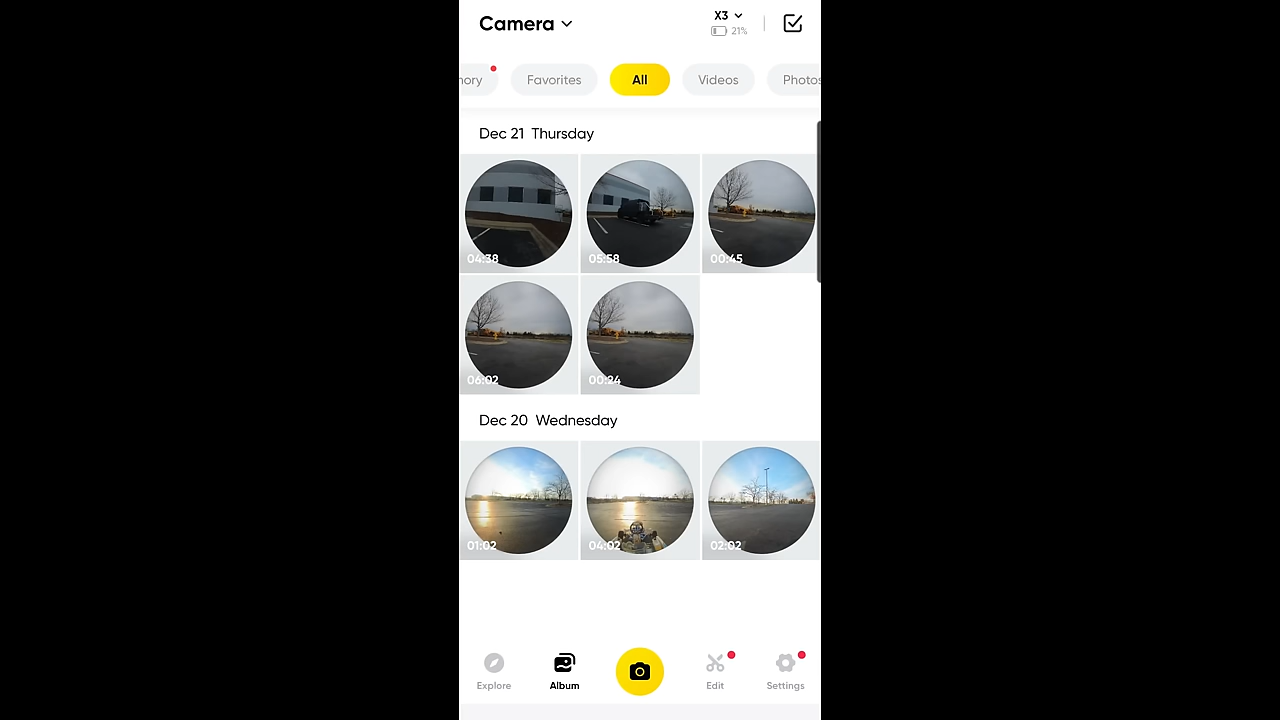 Camera
X3
21%
nory
Favorites
All
Videos
Photos
Dec 21 Thursday
04:38
05:58
00:45
06:02
00:24
Dec 20 Wednesday
01:02
04:02
02:02
Explore
Album
Edit
Settings